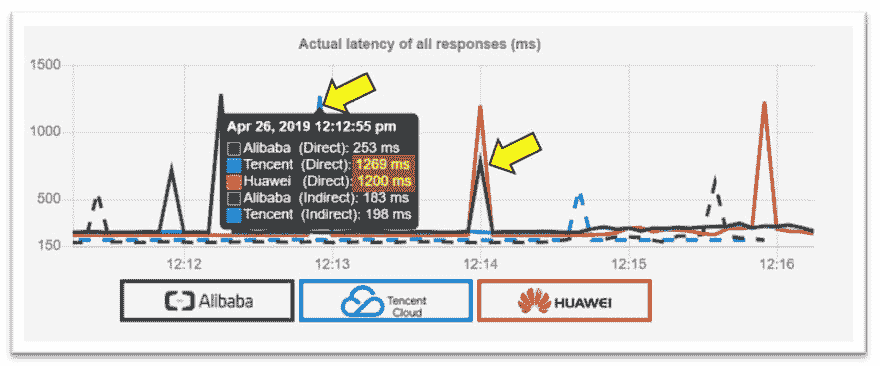 Actual latency of all responses (ms)
1500
1000
500
150
Apr 26, 2019 12:12:55 pm
Alibaba (Direct): 253 ms
Tencent (Direct): 1269 ms
Huawei (Direct): 1200 ms
Alibaba (Indirect): 183 ms
Tencent (Indirect): 198 ms
12:12 12:13 12:14 12:15 12:16
Alibaba Tencent Cloud HUAWEI